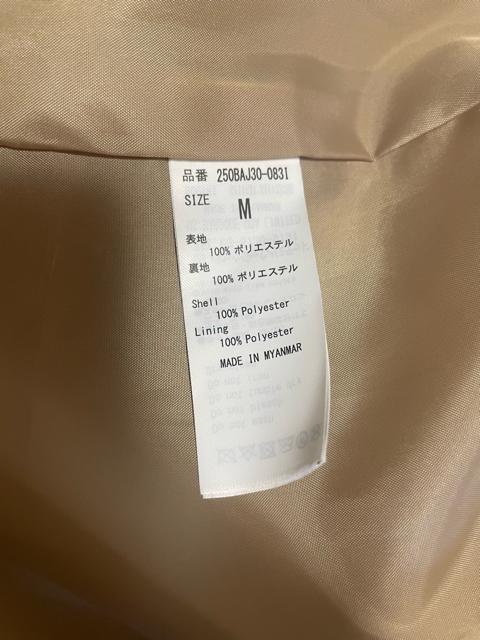 品番 250BAJ30-083I
SIZE M
表地
100% ポリエステル
裏地
100% ポリエステル
Shell
100% Polyester
Lining
100% Polyester
MADE IN MYANMAR